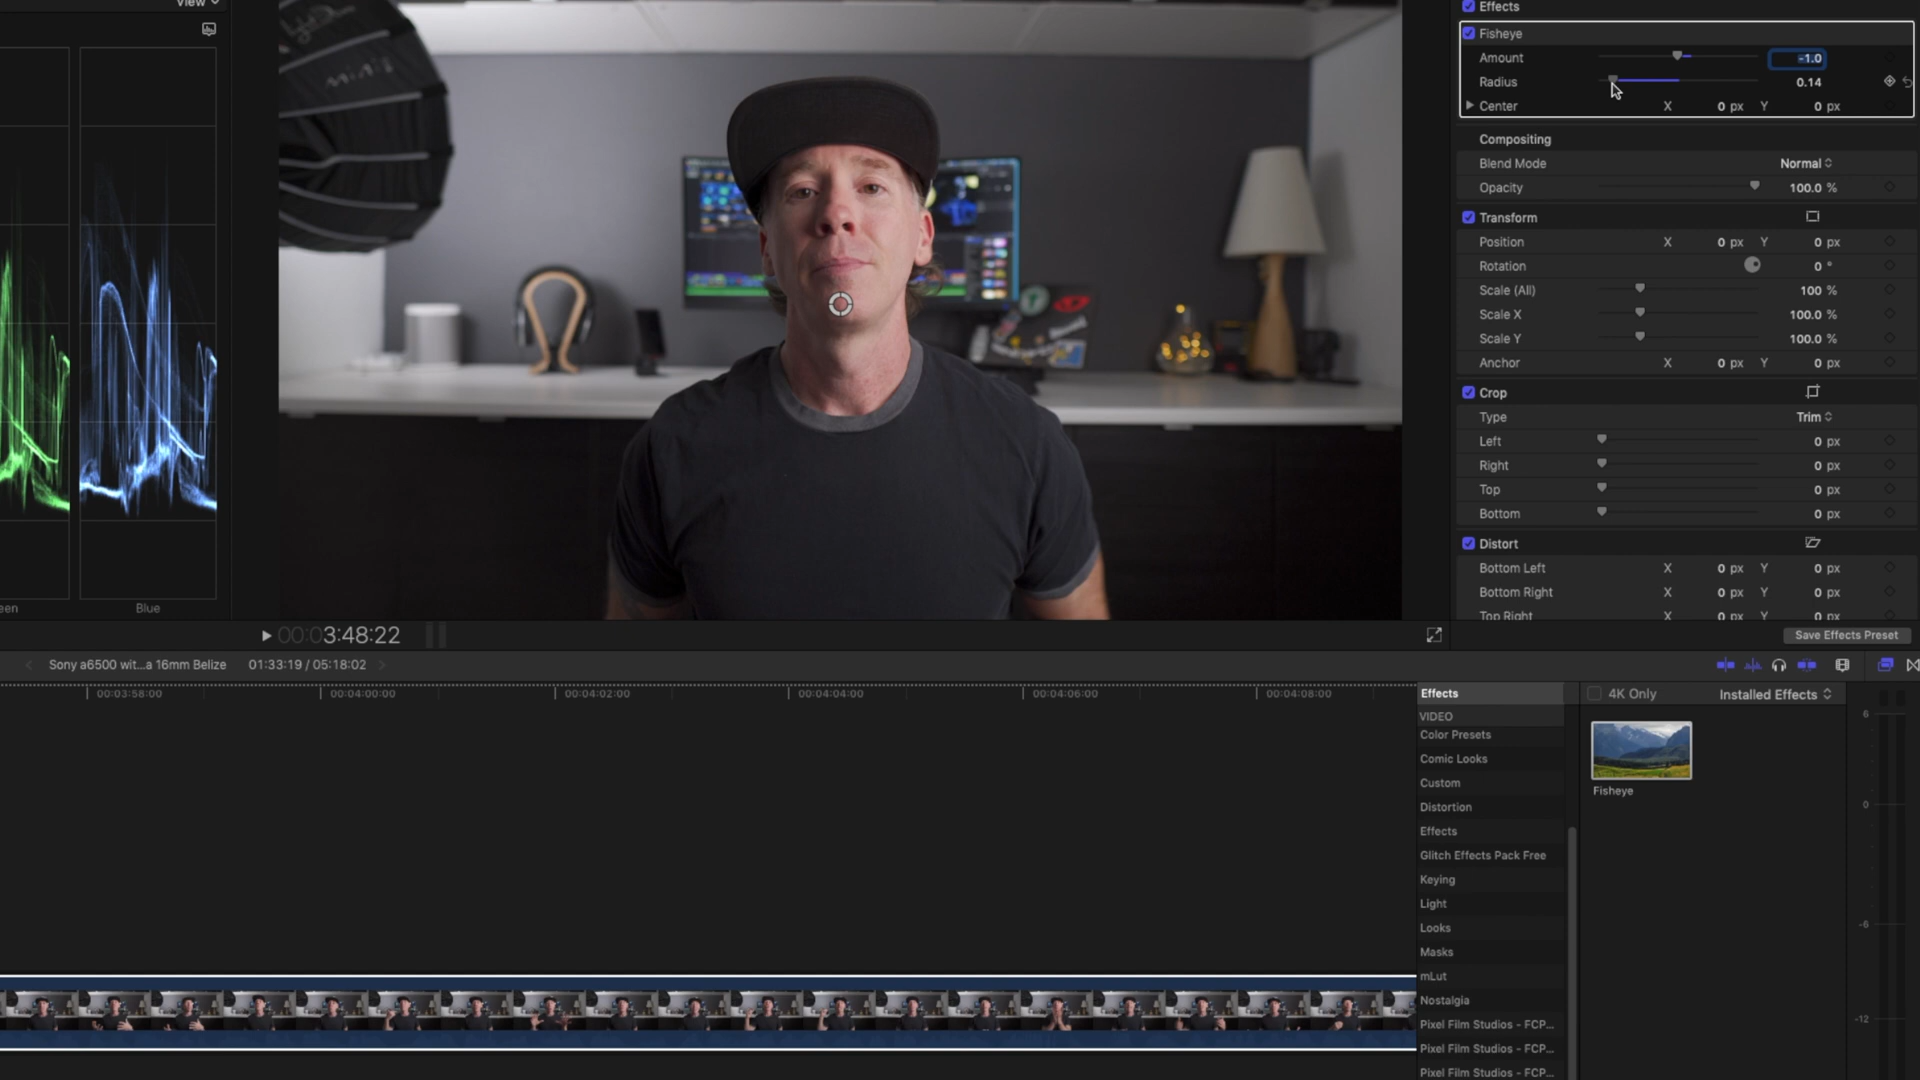 View
Effects
Fisheye
Amount -1.0
Radius 0.14
Center X 0 px Y 0 px
Compositing
Blend Mode Normal
Opacity 100.0 %
Transform
Position X 0 px Y 0 px
Rotation 0 °
Scale (All) 100 %
Scale X 100.0 %
Scale Y 100.0 %
Anchor X 0 px Y 0 px
Crop
Type Trim
Left 0 px
Right 0 px
Top 0 px
Bottom 0 px
Distort
Bottom Left X 0 px Y 0 px
Bottom Right X 0 px Y 0 px
Top Right X 0 px Y 0 px
Save Effects Preset
een
Blue
00:03:48:22
Sony a6500 wit...a 16mm Belize 01:33:19 / 05:18:02
00:03:58:00 00:04:00:00 00:04:02:00 00:04:04:00 00:04:06:00 00:04:08:00
Effects
VIDEO
Color Presets
Comic Looks
Custom
Distortion
Effects
Glitch Effects Pack Free
Keying
Light
Looks
Masks
mLut
Nostalgia
Pixel Film Studios - FCP...
Pixel Film Studios - FCP...
Pixel Film Studios - FCP...
4K Only Installed Effects
Fisheye
6
0
-6
-12